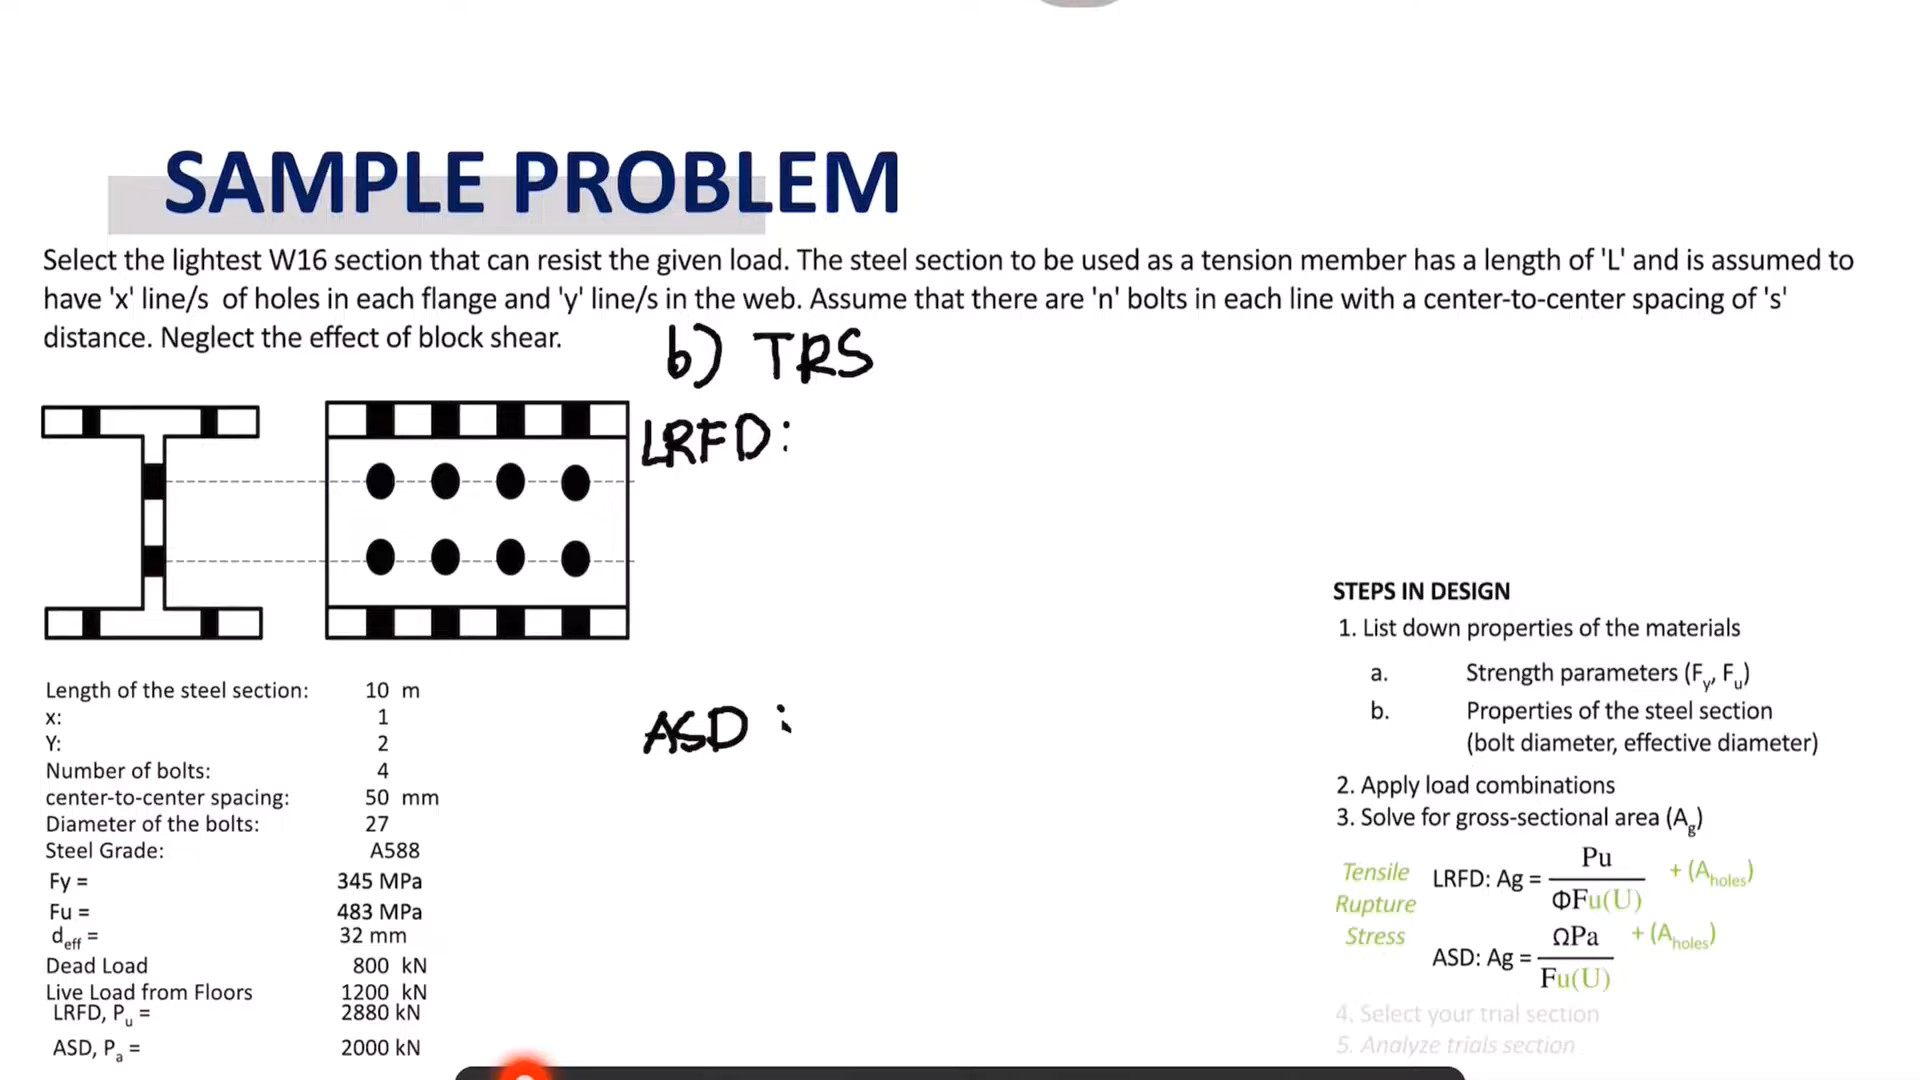 SAMPLE PROBLEM
Select the lightest W16 section that can resist the given load. The steel section to be used as a tension member has a length of 'L' and is assumed to
have 'x' line/s of holes in each flange and 'y' line/s in the web. Assume that there are 'n' bolts in each line with a center-to-center spacing of 's'
distance. Neglect the effect of block shear.
b) TRS
LRFD:
ASD:
Length of the steel section: 10 m
x: 1
Y: 2
Number of bolts: 4
center-to-center spacing: 50 mm
Diameter of the bolts: 27
Steel Grade: A588
Fy = 345 MPa
Fu = 483 MPa
deff = 32 mm
Dead Load 800 kN
Live Load from Floors 1200 kN
LRFD, Pu = 2880 kN
ASD, Pa = 2000 kN
STEPS IN DESIGN
1. List down properties of the materials
a. Strength parameters (Fy, Fu)
b. Properties of the steel section
(bolt diameter, effective diameter)
2. Apply load combinations
3. Solve for gross-sectional area (Ag)
Tensile
Rupture
Stress
LRFD: Ag = Pu / ΦFu(U) + (Aholes)
ASD: Ag = ΩPa / Fu(U) + (Aholes)
4. Select your trial section
5. Analyze trials section